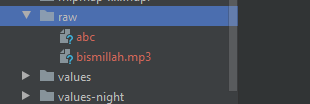 raw
abc
bismillah.mp3
values
values-night